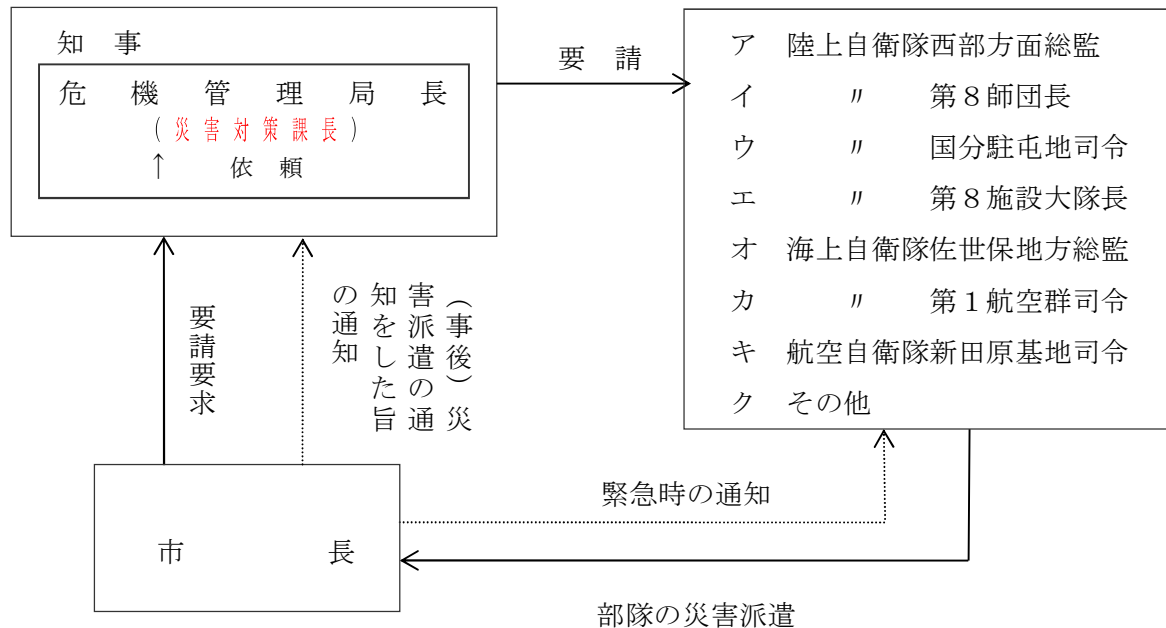 知事
危機管理局長
(災害対策課長)
↑ 依頼
要請
ア 陸上自衛隊西部方面総監
イ 〃 第8師団長
ウ 〃 国分駐屯地司令
エ 〃 第8施設大隊長
オ 海上自衛隊佐世保地方総監
カ 〃 第1航空群司令
キ 航空自衛隊新田原基地司令
ク その他
要請要求
(事後)災
害派遣の通
知をした旨
の通知
緊急時の通知
市長
部隊の災害派遣